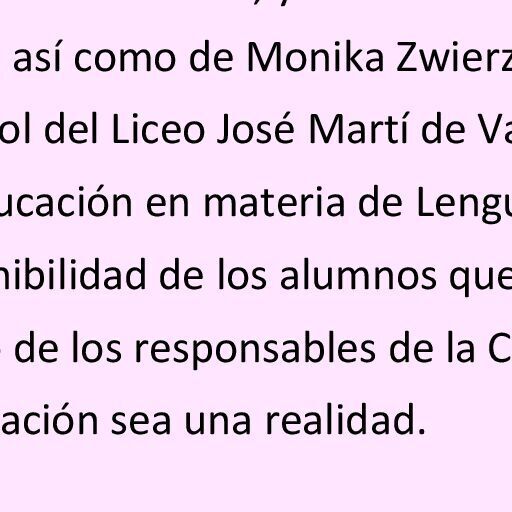 así como de Monika Zwierz
ol del Liceo José Martí de Va
ucación en materia de Lengu
nibilidad de los alumnos que
de los responsables de la C
ación sea una realidad.